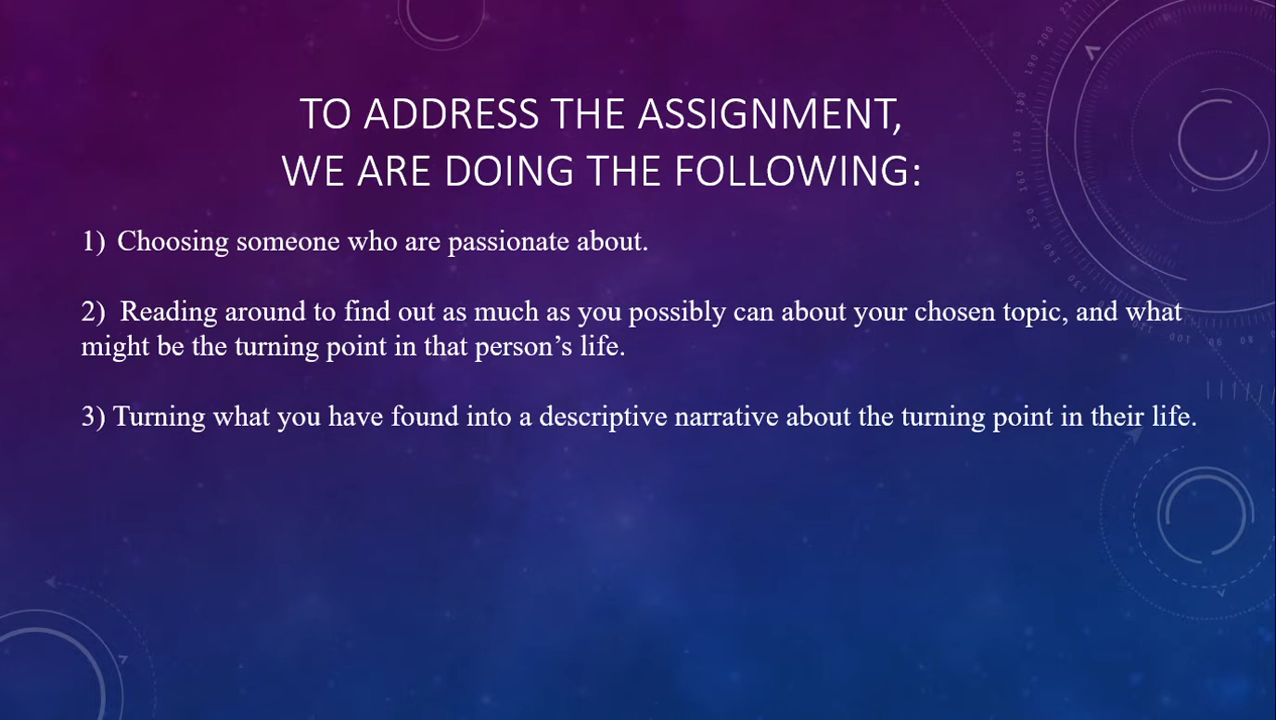 TO ADDRESS THE ASSIGNMENT,
WE ARE DOING THE FOLLOWING:
1) Choosing someone who are passionate about.
2) Reading around to find out as much as you possibly can about your chosen topic, and what
might be the turning point in that person’s life.
3) Turning what you have found into a descriptive narrative about the turning point in their life.